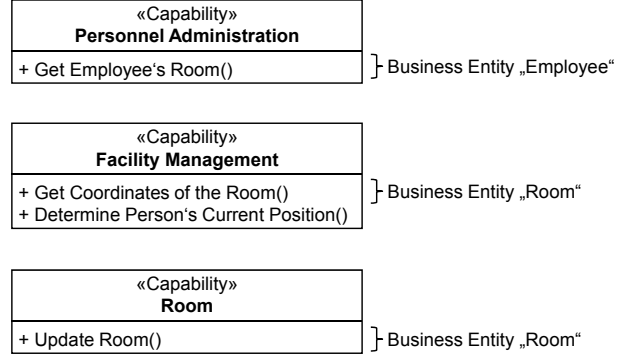 «Capability»
Personnel Administration
+ Get Employee‘s Room()
Business Entity „Employee“
«Capability»
Facility Management
+ Get Coordinates of the Room()
Business Entity „Room“
+ Determine Person‘s Current Position()
«Capability»
Room
+ Update Room()
Business Entity „Room“